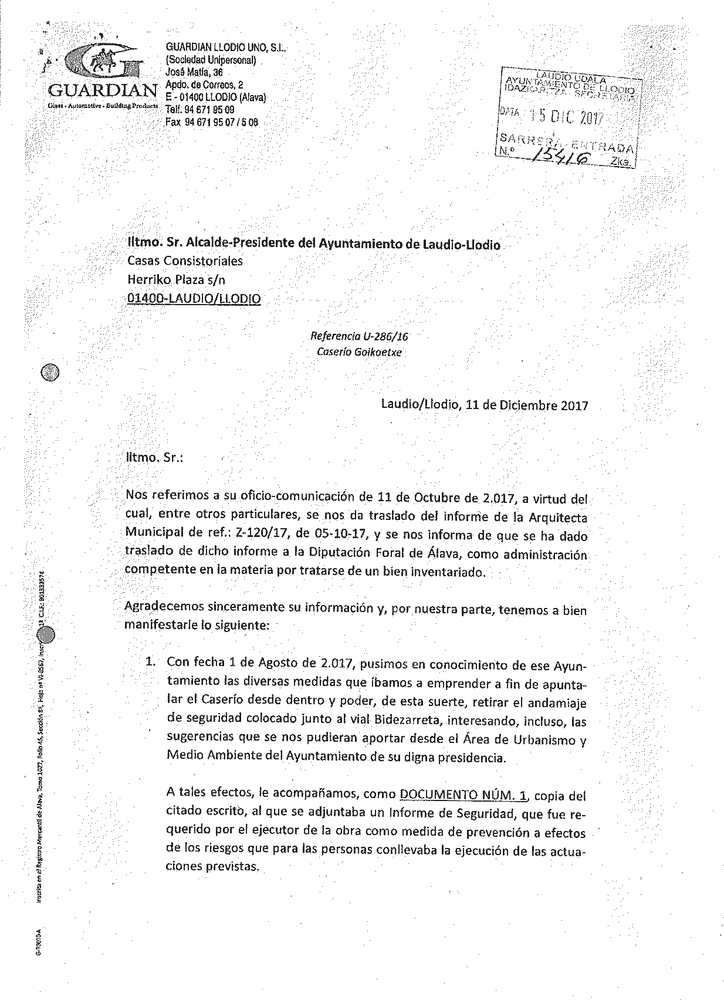 GUARDIAN
Glass • Automotive • Building Products
GUARDIAN LLODIO UNO, S.L.
(Sociedad Unipersonal)
José Matía, 36
Apdo. de Correos, 2
E - 01400 LLODIO (Alava)
Telf. 94 671 95 09
Fax 94 671 95 07 / 5 08
LAUDIO UDALA
AYUNTAMIENTO DE LLODIO
IDAZKARITZA - SECRETARIA
DATA 15 DIC 2017
SARRERA - ENTRADA
N.º 15416 Zka.
Iltmo. Sr. Alcalde-Presidente del Ayuntamiento de Laudio-Llodio
Casas Consistoriales
Herriko Plaza s/n
01400-LAUDIO/LLODIO
Referencia U-286/16
Caserío Goikoetxe
Laudio/Llodio, 11 de Diciembre 2017
Iltmo. Sr.:
Nos referimos a su oficio-comunicación de 11 de Octubre de 2.017, a virtud del
cual, entre otros particulares, se nos da traslado del informe de la Arquitecta
Municipal de ref.: Z-120/17, de 05-10-17, y se nos informa de que se ha dado
traslado de dicho informe a la Diputación Foral de Álava, como administración
competente en la materia por tratarse de un bien inventariado.
Agradecemos sinceramente su información y, por nuestra parte, tenemos a bien
manifestarle lo siguiente:
1. Con fecha 1 de Agosto de 2.017, pusimos en conocimiento de ese Ayun-
tamiento las diversas medidas que íbamos a emprender a fin de apunta-
lar el Caserío desde dentro y poder, de esta suerte, retirar el andamiaje
de seguridad colocado junto al vial Bidezarreta, interesando, incluso, las
sugerencias que se nos pudieran aportar desde el Área de Urbanismo y
Medio Ambiente del Ayuntamiento de su digna presidencia.
A tales efectos, le acompañamos, como DOCUMENTO NÚM. 1, copia del
citado escrito, al que se adjuntaba un Informe de Seguridad, que fue re-
querido por el ejecutor de la obra como medida de prevención a efectos
de los riesgos que para las personas conllevaba la ejecución de las actua-
ciones previstas.
Inscrita en el Registro Mercantil de Alava, Tomo 1027, Folio 45, Sección 8ª, Hoja nº VI-8567, Inscri 1ª C.I.F.: B01333574
G-93010-A